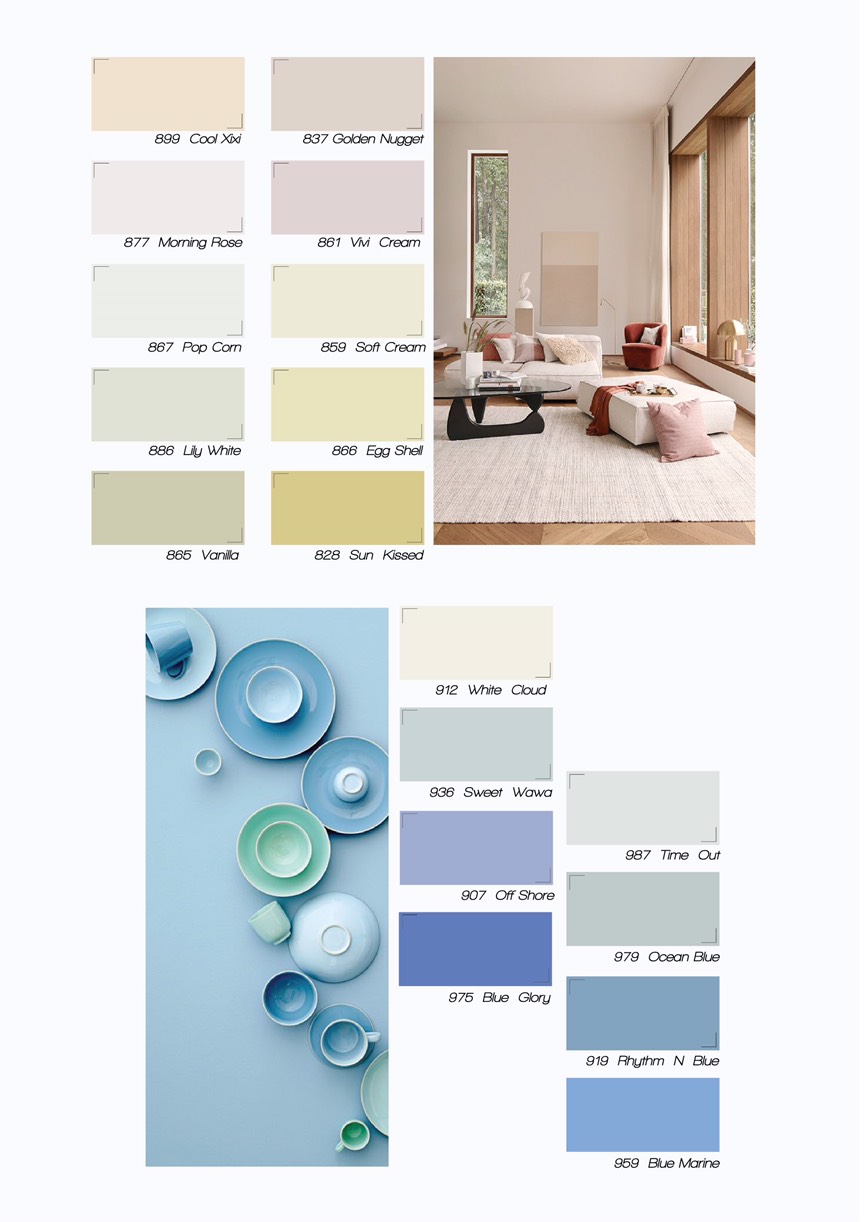 899 Cool Xixi
837 Golden Nugget
877 Morning Rose
861 Vivi Cream
867 Pop Corn
859 Soft Cream
886 Lily White
866 Egg Shell
865 Vanilla
828 Sun Kissed
912 White Cloud
936 Sweet Wawa
907 Off Shore
975 Blue Glory
987 Time Out
979 Ocean Blue
919 Rhythm N Blue
959 Blue Marine